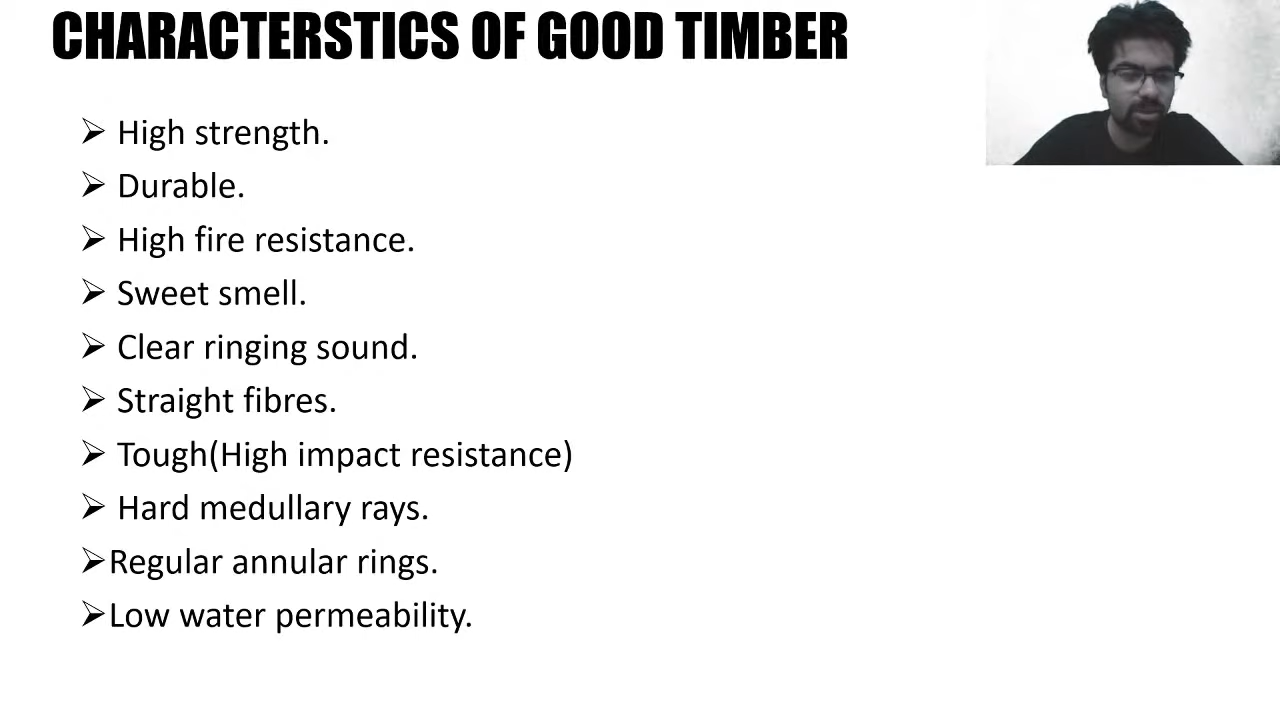 CHARACTERSTICS OF GOOD TIMBER
➢ High strength.
➢ Durable.
➢ High fire resistance.
➢ Sweet smell.
➢ Clear ringing sound.
➢ Straight fibres.
➢ Tough(High impact resistance)
➢ Hard medullary rays.
➢Regular annular rings.
➢Low water permeability.